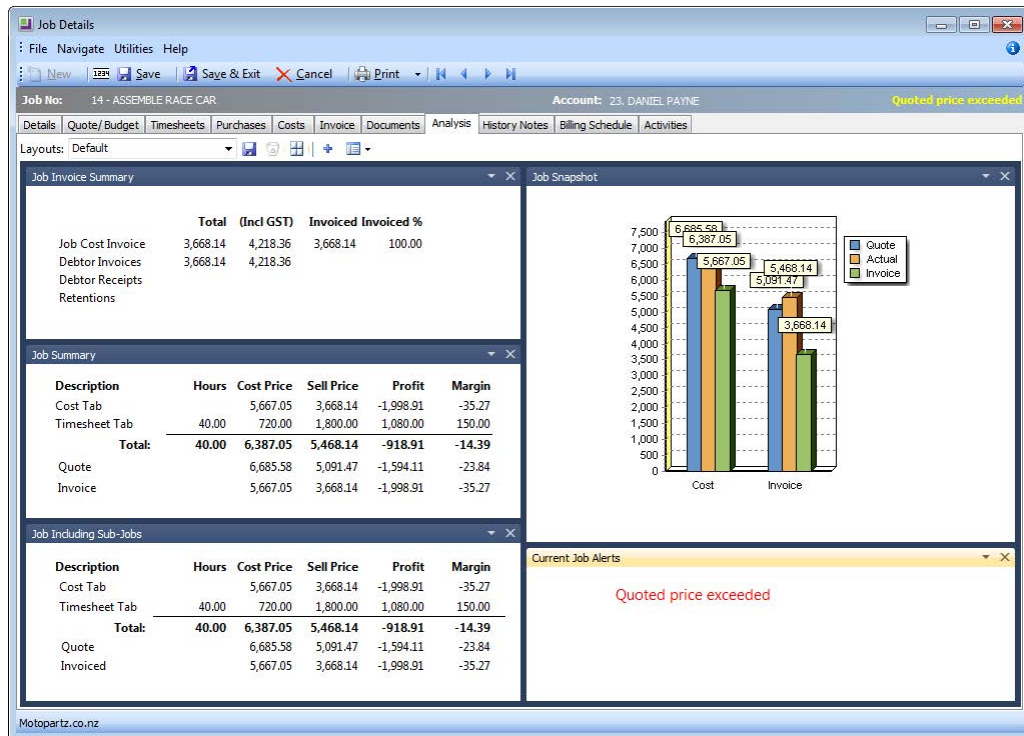 Job Details
File Navigate Utilities Help
New 1234 Save Save & Exit Cancel Print
Job No: 14 - ASSEMBLE RACE CAR Account: 23. DANIEL PAYNE Quoted price exceeded
Details Quote/Budget Timesheets Purchases Costs Invoice Documents Analysis History Notes Billing Schedule Activities
Layouts: Default
Job Invoice Summary
Total (Incl GST) Invoiced Invoiced %
Job Cost Invoice 3,668.14 4,218.36 3,668.14 100.00
Debtor Invoices 3,668.14 4,218.36
Debtor Receipts
Retentions
Job Summary
Description Hours Cost Price Sell Price Profit Margin
Cost Tab 5,667.05 3,668.14 -1,998.91 -35.27
Timesheet Tab 40.00 720.00 1,800.00 1,080.00 150.00
Total: 40.00 6,387.05 5,468.14 -918.91 -14.39
Quote 6,685.58 5,091.47 -1,594.11 -23.84
Invoice 5,667.05 3,668.14 -1,998.91 -35.27
Job Including Sub-Jobs
Description Hours Cost Price Sell Price Profit Margin
Cost Tab 5,667.05 3,668.14 -1,998.91 -35.27
Timesheet Tab 40.00 720.00 1,800.00 1,080.00 150.00
Total: 40.00 6,387.05 5,468.14 -918.91 -14.39
Quote 6,685.58 5,091.47 -1,594.11 -23.84
Invoiced 5,667.05 3,668.14 -1,998.91 -35.27
Job Snapshot
7,500
7,000
6,500
6,000
5,500
5,000
4,500
4,000
3,500
3,000
2,500
2,000
1,500
1,000
500
0
6,685.58
6,387.05
5,667.05
5,468.14
5,091.47
3,668.14
Cost Invoice
Quote
Actual
Invoice
Current Job Alerts
Quoted price exceeded
Motopartz.co.nz